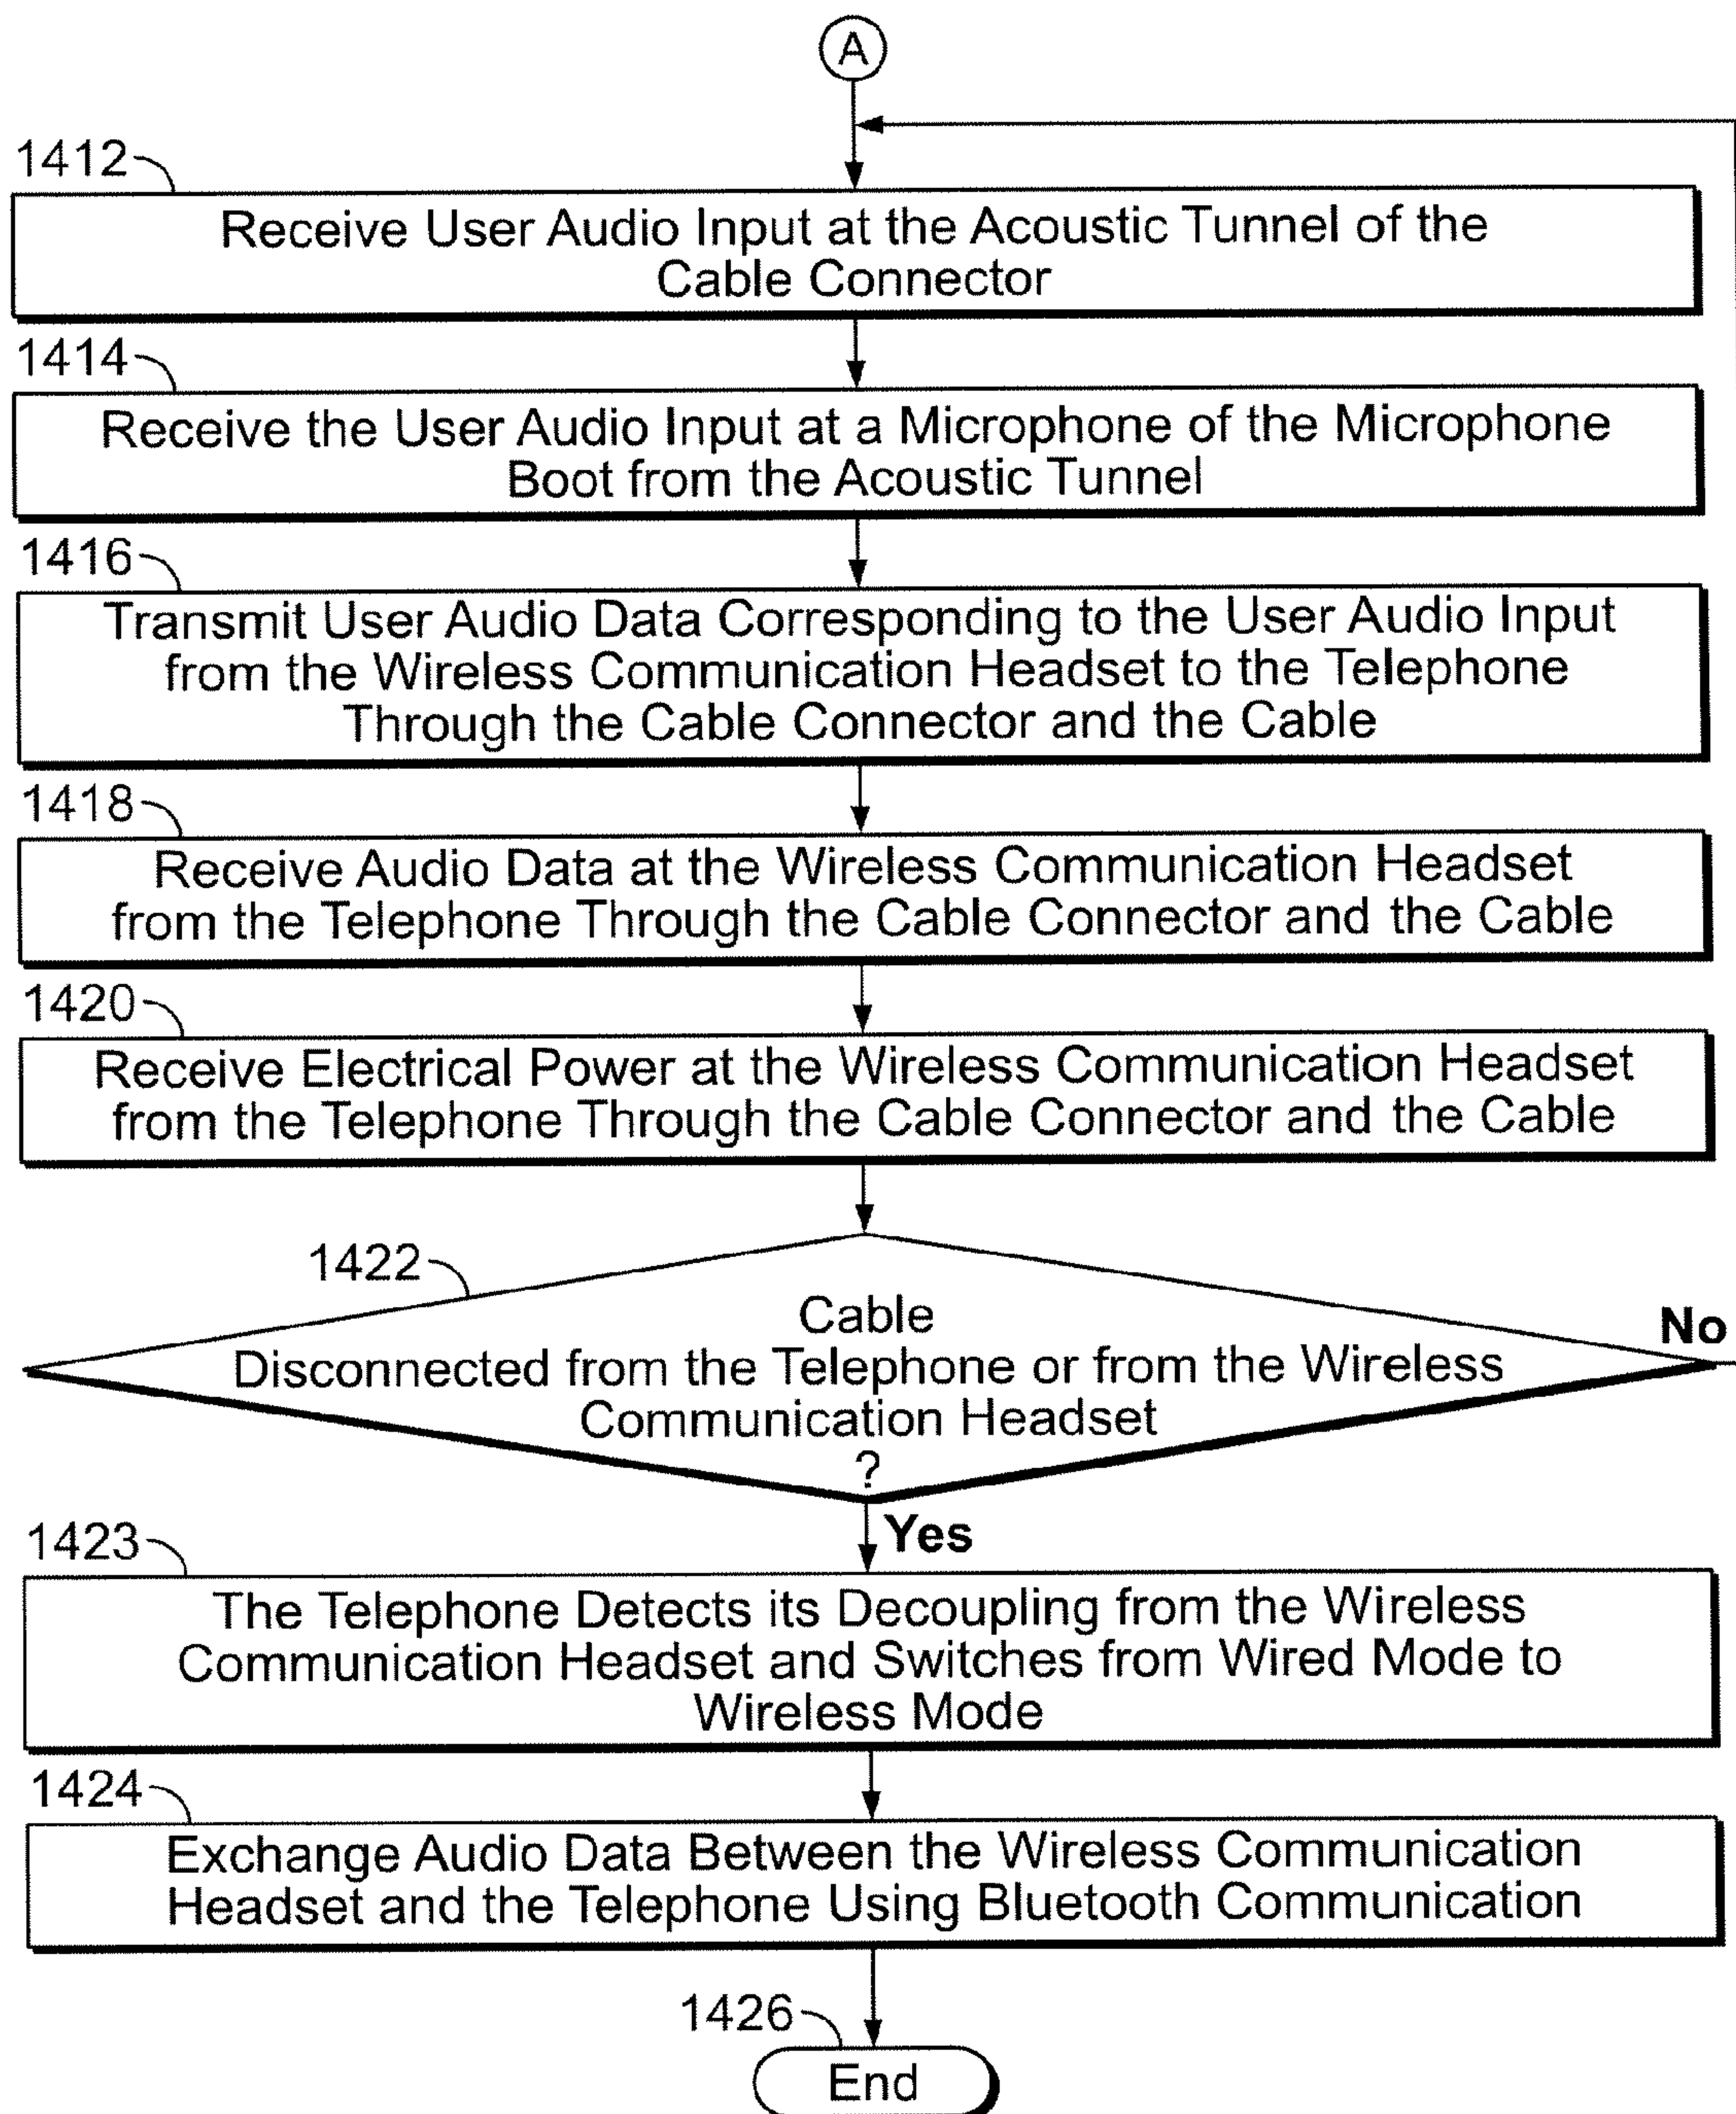 A
1412
Receive User Audio Input at the Acoustic Tunnel of the
Cable Connector
1414
Receive the User Audio Input at a Microphone of the Microphone
Boot from the Acoustic Tunnel
1416
Transmit User Audio Data Corresponding to the User Audio Input
from the Wireless Communication Headset to the Telephone
Through the Cable Connector and the Cable
1418
Receive Audio Data at the Wireless Communication Headset
from the Telephone Through the Cable Connector and the Cable
1420
Receive Electrical Power at the Wireless Communication Headset
from the Telephone Through the Cable Connector and the Cable
1422
Cable
Disconnected from the Telephone or from the Wireless
Communication Headset
?
No
Yes
1423
The Telephone Detects its Decoupling from the Wireless
Communication Headset and Switches from Wired Mode to
Wireless Mode
1424
Exchange Audio Data Between the Wireless Communication
Headset and the Telephone Using Bluetooth Communication
1426
End